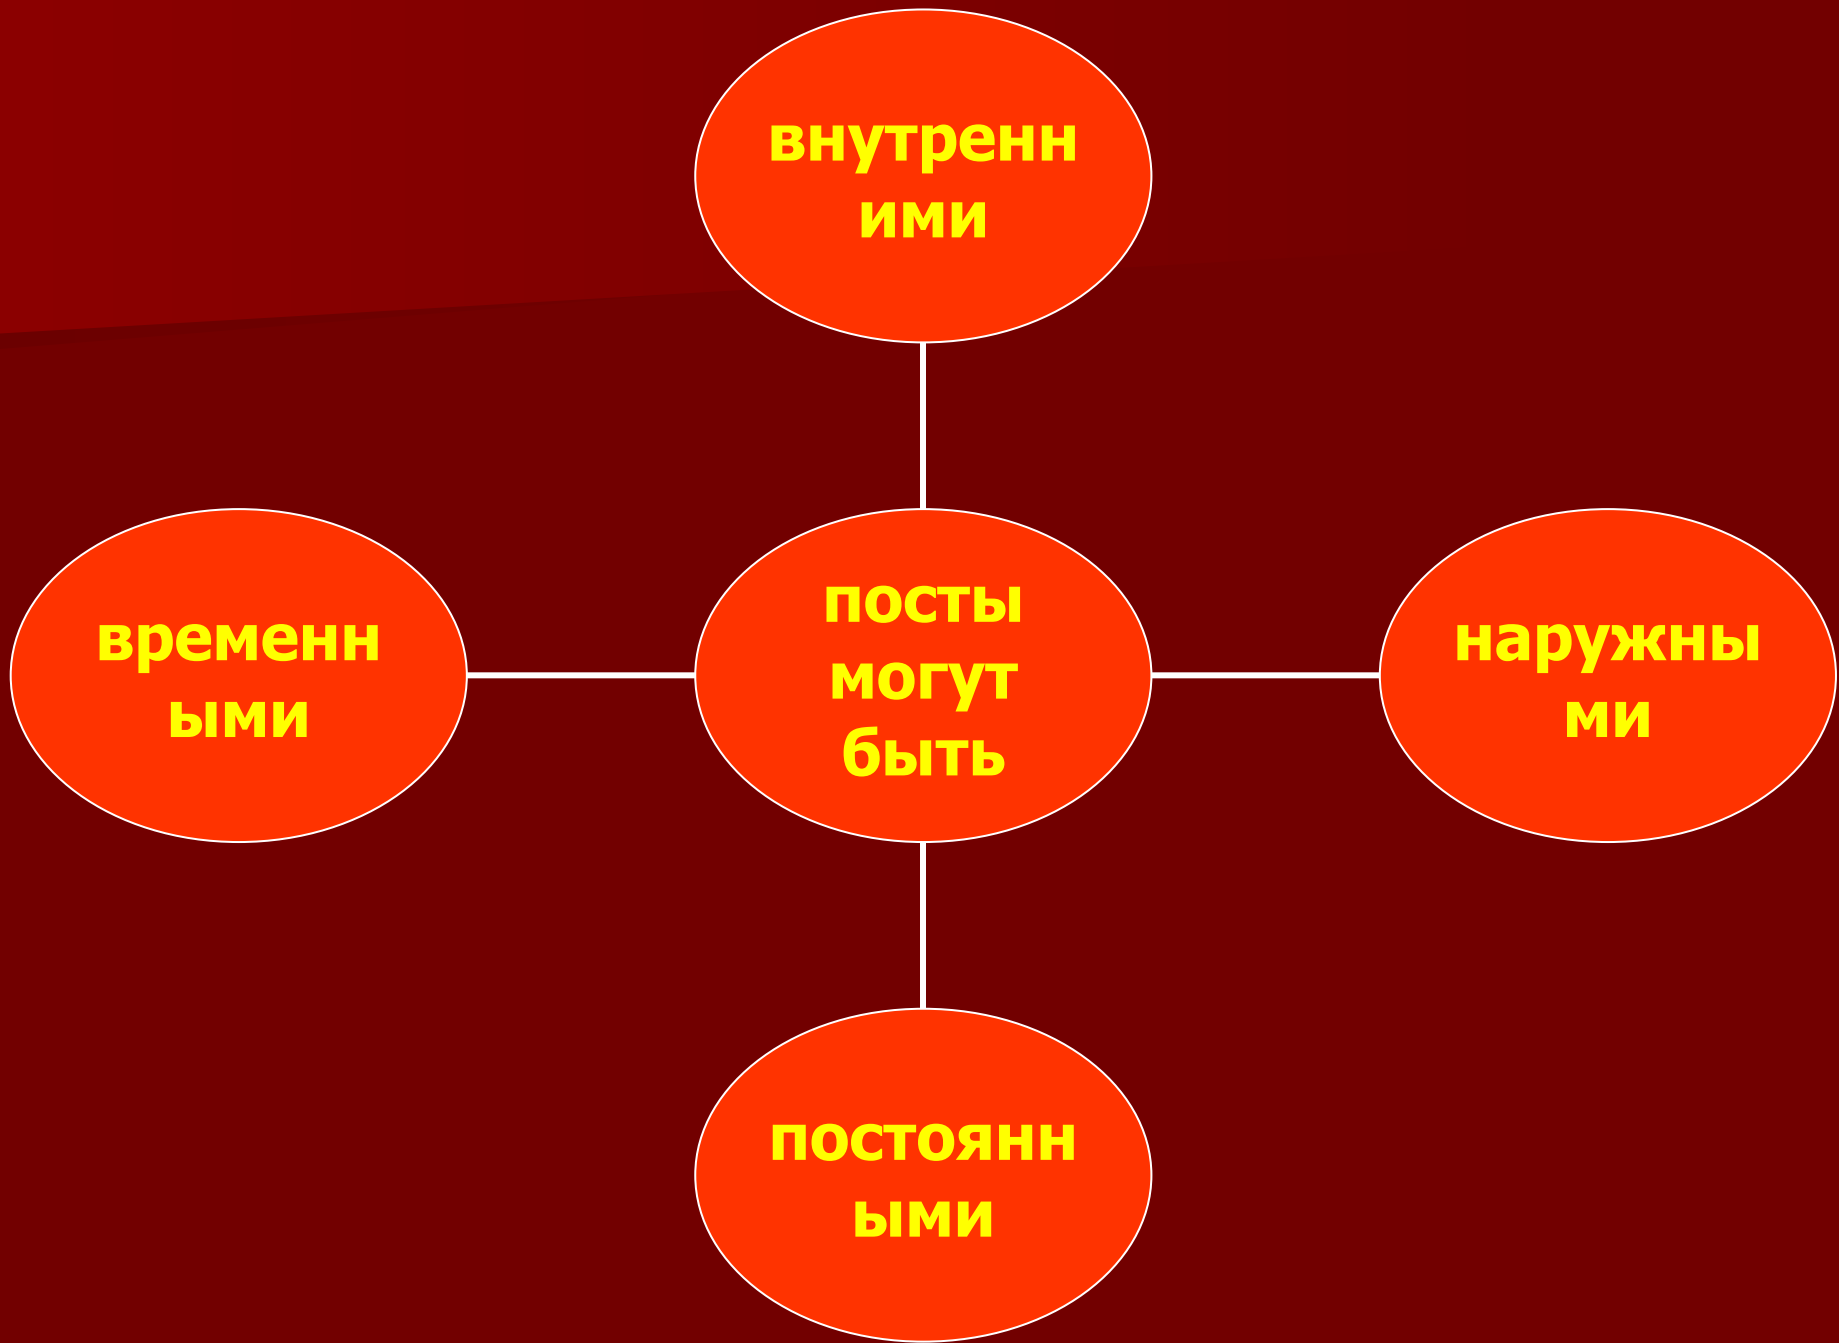 внутренн
ими
временн
ыми
посты
могут
быть
наружны
ми
постоянн
ыми